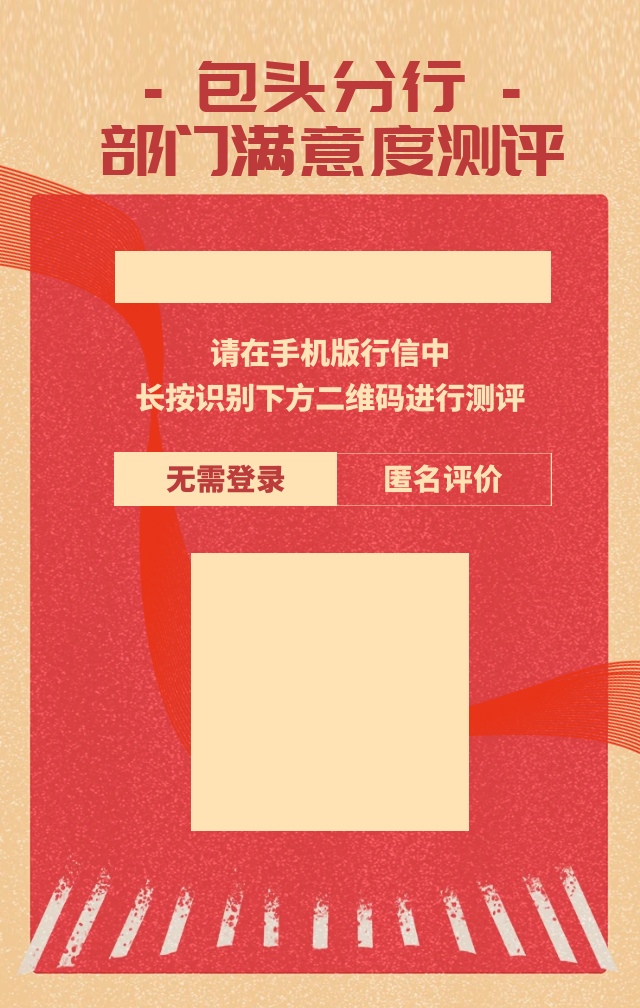 - 包头分行 -
部门满意度测评
请在手机版行信中
长按识别下方二维码进行测评
无需登录 匿名评价